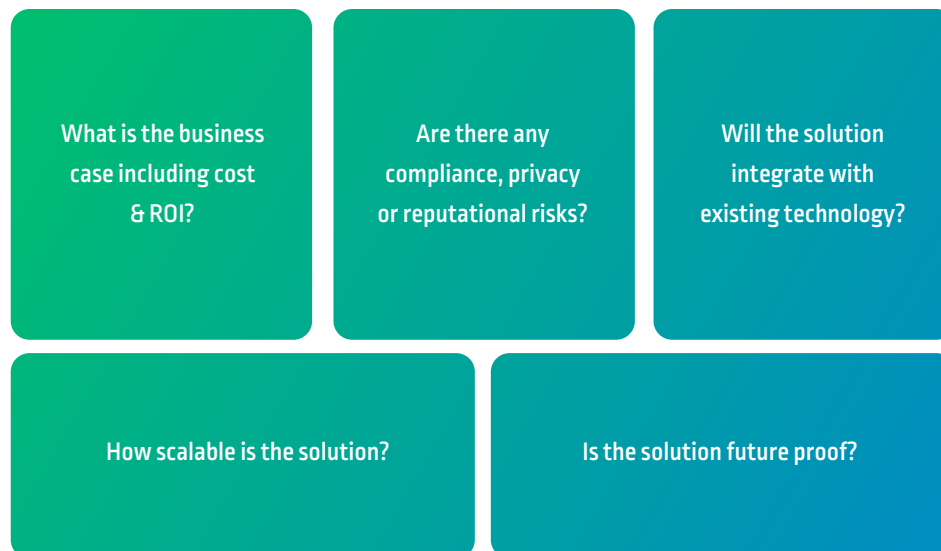 What is the business
case including cost
& ROI?
Are there any
compliance, privacy
or reputational risks?
Will the solution
integrate with
existing technology?
How scalable is the solution?
Is the solution future proof?